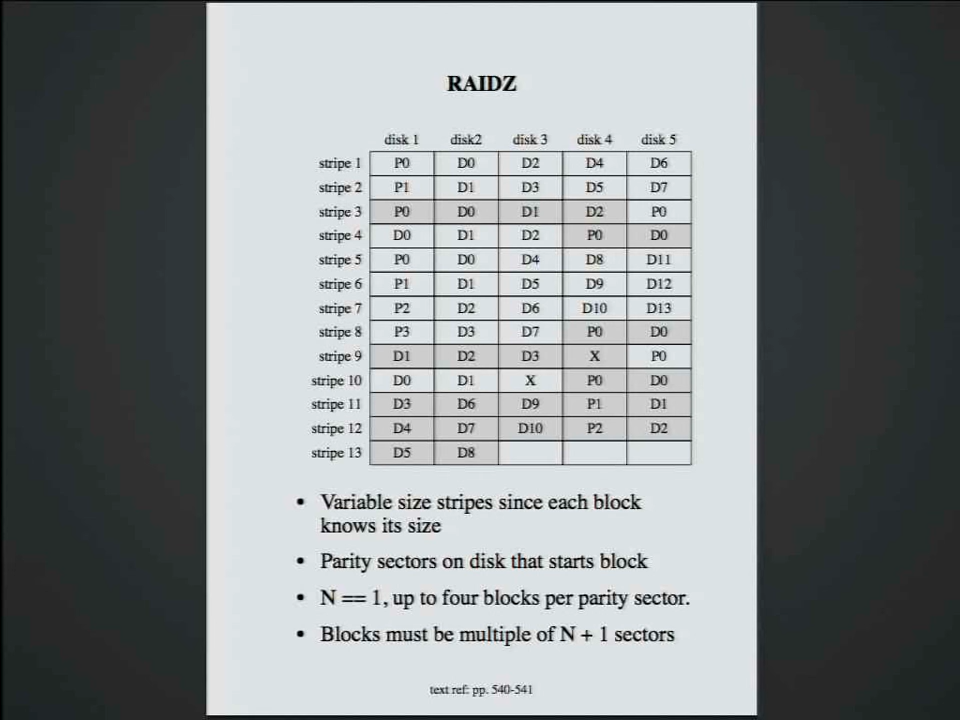 RAIDZ
disk 1 disk2 disk 3 disk 4 disk 5
stripe 1 P0 D0 D2 D4 D6
stripe 2 P1 D1 D3 D5 D7
stripe 3 P0 D0 D1 D2 P0
stripe 4 D0 D1 D2 P0 D0
stripe 5 P0 D0 D4 D8 D11
stripe 6 P1 D1 D5 D9 D12
stripe 7 P2 D2 D6 D10 D13
stripe 8 P3 D3 D7 P0 D0
stripe 9 D1 D2 D3 X P0
stripe 10 D0 D1 X P0 D0
stripe 11 D3 D6 D9 P1 D1
stripe 12 D4 D7 D10 P2 D2
stripe 13 D5 D8
• Variable size stripes since each block
knows its size
• Parity sectors on disk that starts block
• N == 1, up to four blocks per parity sector.
• Blocks must be multiple of N + 1 sectors
text ref: pp. 540-541